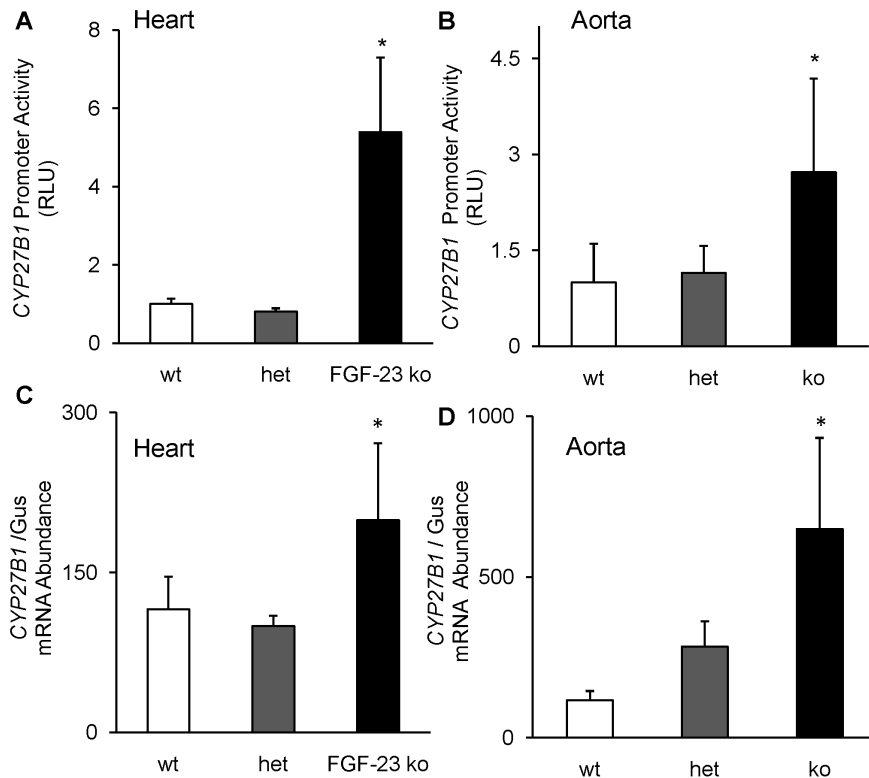 A
Heart
CYP27B1 Promoter Activity
(RLU)
8
6
4
2
0
*
wt
het
FGF-23 ko
B
Aorta
CYP27B1 Promoter Activity
(RLU)
4.5
3
1.5
0
*
wt
het
ko
C
Heart
CYP27B1 /Gus
mRNA Abundance
300
150
0
*
wt
het
FGF-23 ko
D
Aorta
CYP27B1 / Gus
mRNA Abundance
1000
500
0
*
wt
het
ko